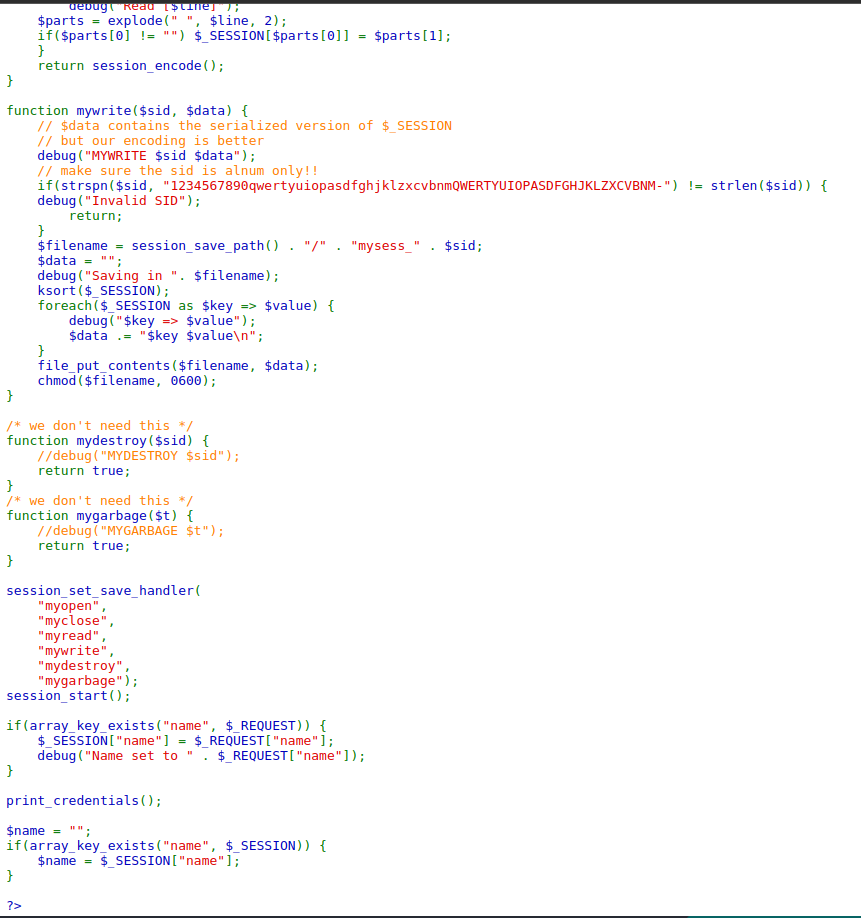 debug("Read [$line]");
    $parts = explode(" ", $line, 2);
    if($parts[0] != "") $_SESSION[$parts[0]] = $parts[1];
    }
    return session_encode();
}

function mywrite($sid, $data) {
    // $data contains the serialized version of $_SESSION
    // but our encoding is better
    debug("MYWRITE $sid $data");
    // make sure the sid is alnum only!!
    if(strspn($sid, "1234567890qwertyuiopasdfghjklzxcvbnmQWERTYUIOPASDFGHJKLZXCVBNM-") != strlen($sid)) {
    debug("Invalid SID");
        return;
    }
    $filename = session_save_path() . "/" . "mysess_" . $sid;
    $data = "";
    debug("Saving in ". $filename);
    ksort($_SESSION);
    foreach($_SESSION as $key => $value) {
        debug("$key => $value");
        $data .= "$key $value\n";
    }
    file_put_contents($filename, $data);
    chmod($filename, 0600);
}

/* we don't need this */
function mydestroy($sid) {
    //debug("MYDESTROY $sid");
    return true;
}
/* we don't need this */
function mygarbage($t) {
    //debug("MYGARBAGE $t");
    return true;
}

session_set_save_handler(
    "myopen",
    "myclose",
    "myread",
    "mywrite",
    "mydestroy",
    "mygarbage");
session_start();

if(array_key_exists("name", $_REQUEST)) {
    $_SESSION["name"] = $_REQUEST["name"];
    debug("Name set to " . $_REQUEST["name"]);
}

print_credentials();

$name = "";
if(array_key_exists("name", $_SESSION)) {
    $name = $_SESSION["name"];
}

?>